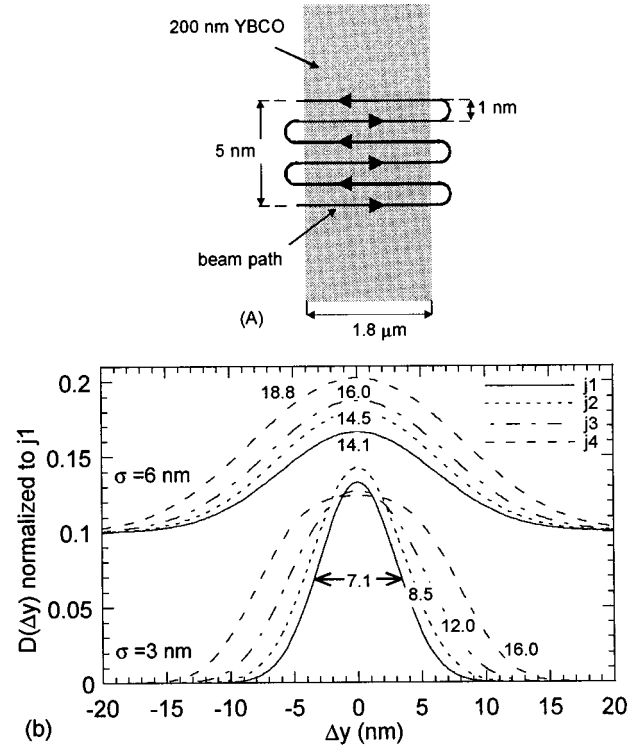 200 nm YBCO
1 nm
5 nm
beam path
(A)
1.8 μm
0.2
0.15
0.1
0.05
0
D(Δy) normalized to j1
18.8
16.0
14.5
14.1
j1
j2
j3
j4
σ =6 nm
7.1
8.5
12.0
16.0
σ =3 nm
-20 -15 -10 -5 0 5 10 15 20
(b)
Δy (nm)